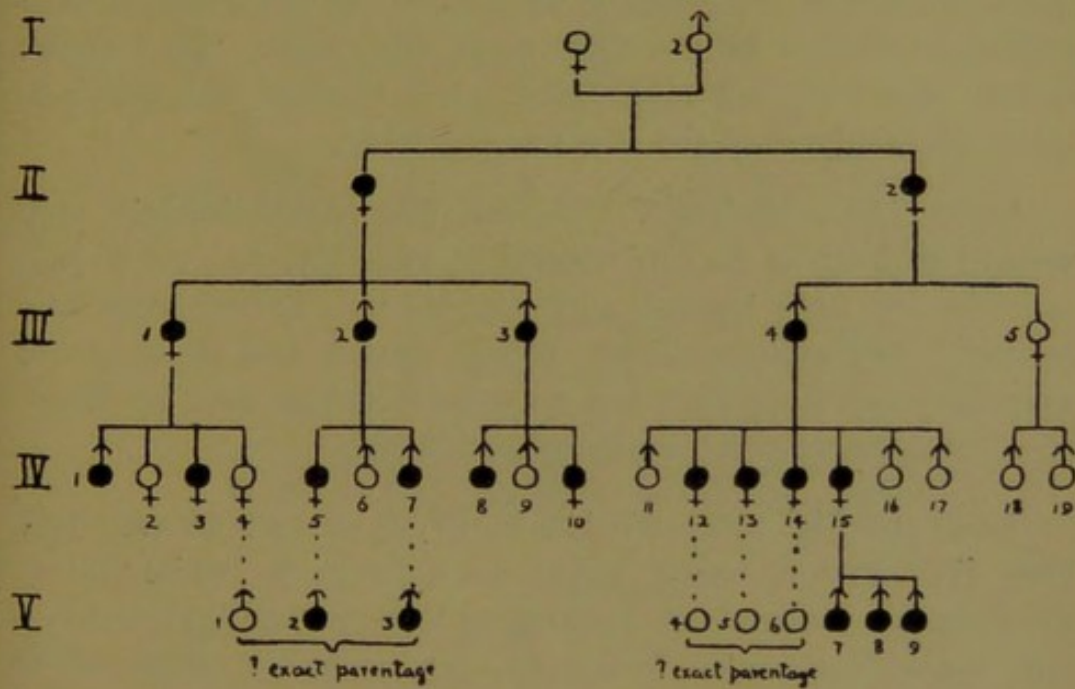 I
2
II
2
III
1 2 3 4 5
IV
1
2 3 4 5 6 7 8 9 10 11 12 13 14 15 16 17 18 19
V
1 2 3 4 5 6
7 8 9
? exact parentage ? exact parentage